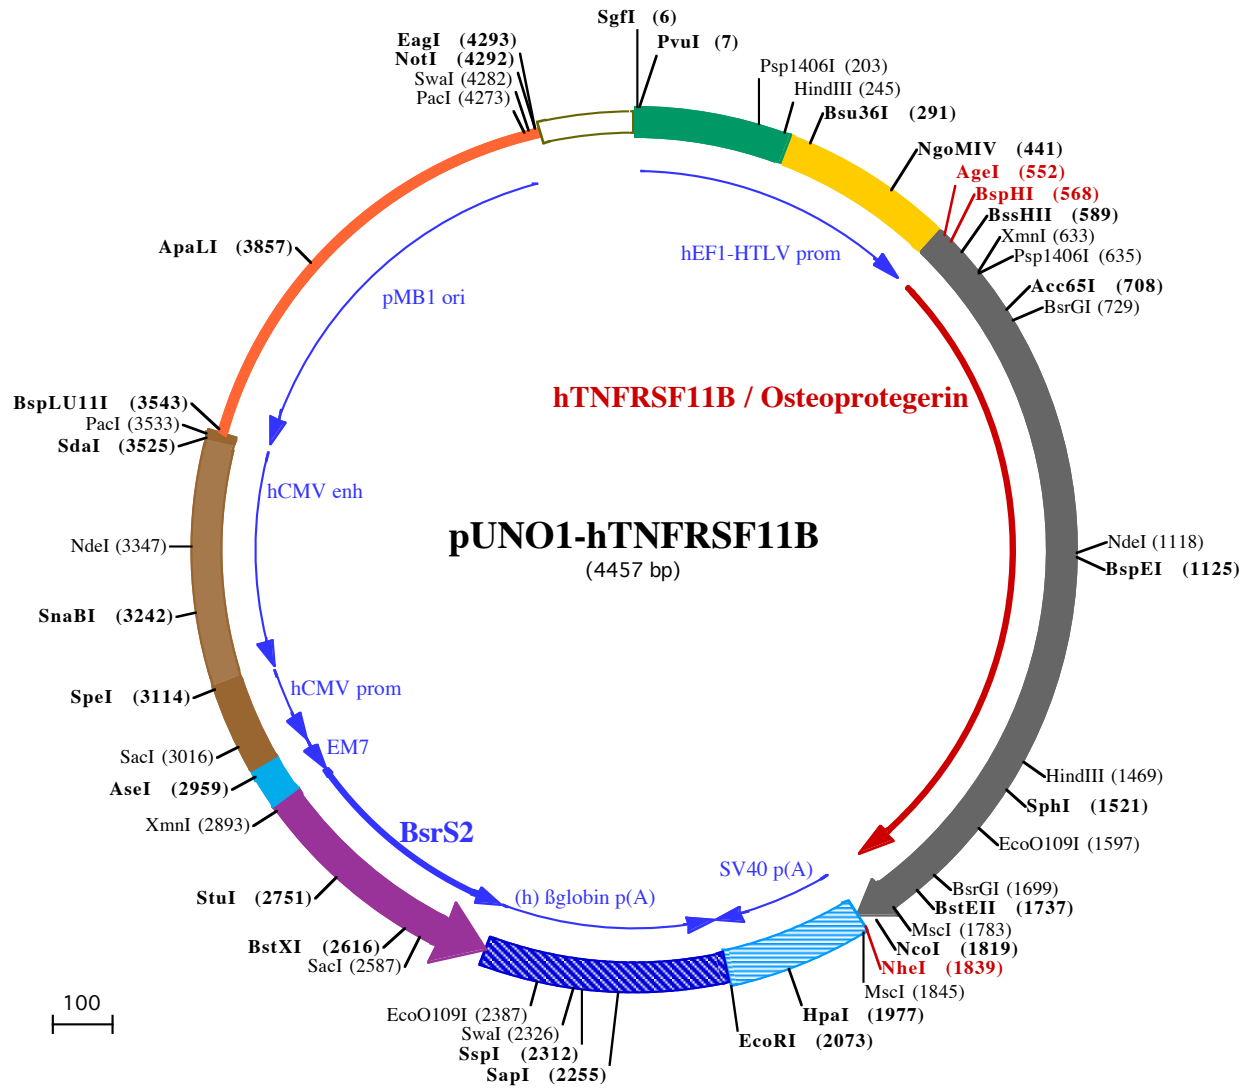 SgfI (6)
PvuI (7)
Psp1406I (203)
HindIII (245)
Bsu36I (291)
NgoMIV (441)
AgeI (552)
BspHI (568)
BssHII (589)
XmnI (633)
Psp1406I (635)
Acc65I (708)
BsrGI (729)
NdeI (1118)
BspEI (1125)
HindIII (1469)
SphI (1521)
EcoO109I (1597)
BsrGI (1699)
BstEII (1737)
MscI (1783)
NcoI (1819)
NheI (1839)
MscI (1845)
HpaI (1977)
EcoRI (2073)
SapI (2255)
SspI (2312)
SwaI (2326)
EcoO109I (2387)
SacI (2587)
BstXI (2616)
StuI (2751)
XmnI (2893)
AseI (2959)
SacI (3016)
SpeI (3114)
SnaBI (3242)
NdeI (3347)
SdaI (3525)
PacI (3533)
BspLU11I (3543)
ApaLI (3857)
PacI (4273)
SwaI (4282)
NotI (4292)
EagI (4293)
hEF1-HTLV prom
pMB1 ori
hTNFRSF11B / Osteoprotegerin
hCMV enh
pUNO1-hTNFRSF11B
(4457 bp)
hCMV prom
EM7
BsrS2
(h) ßglobin p(A)
SV40 p(A)
100